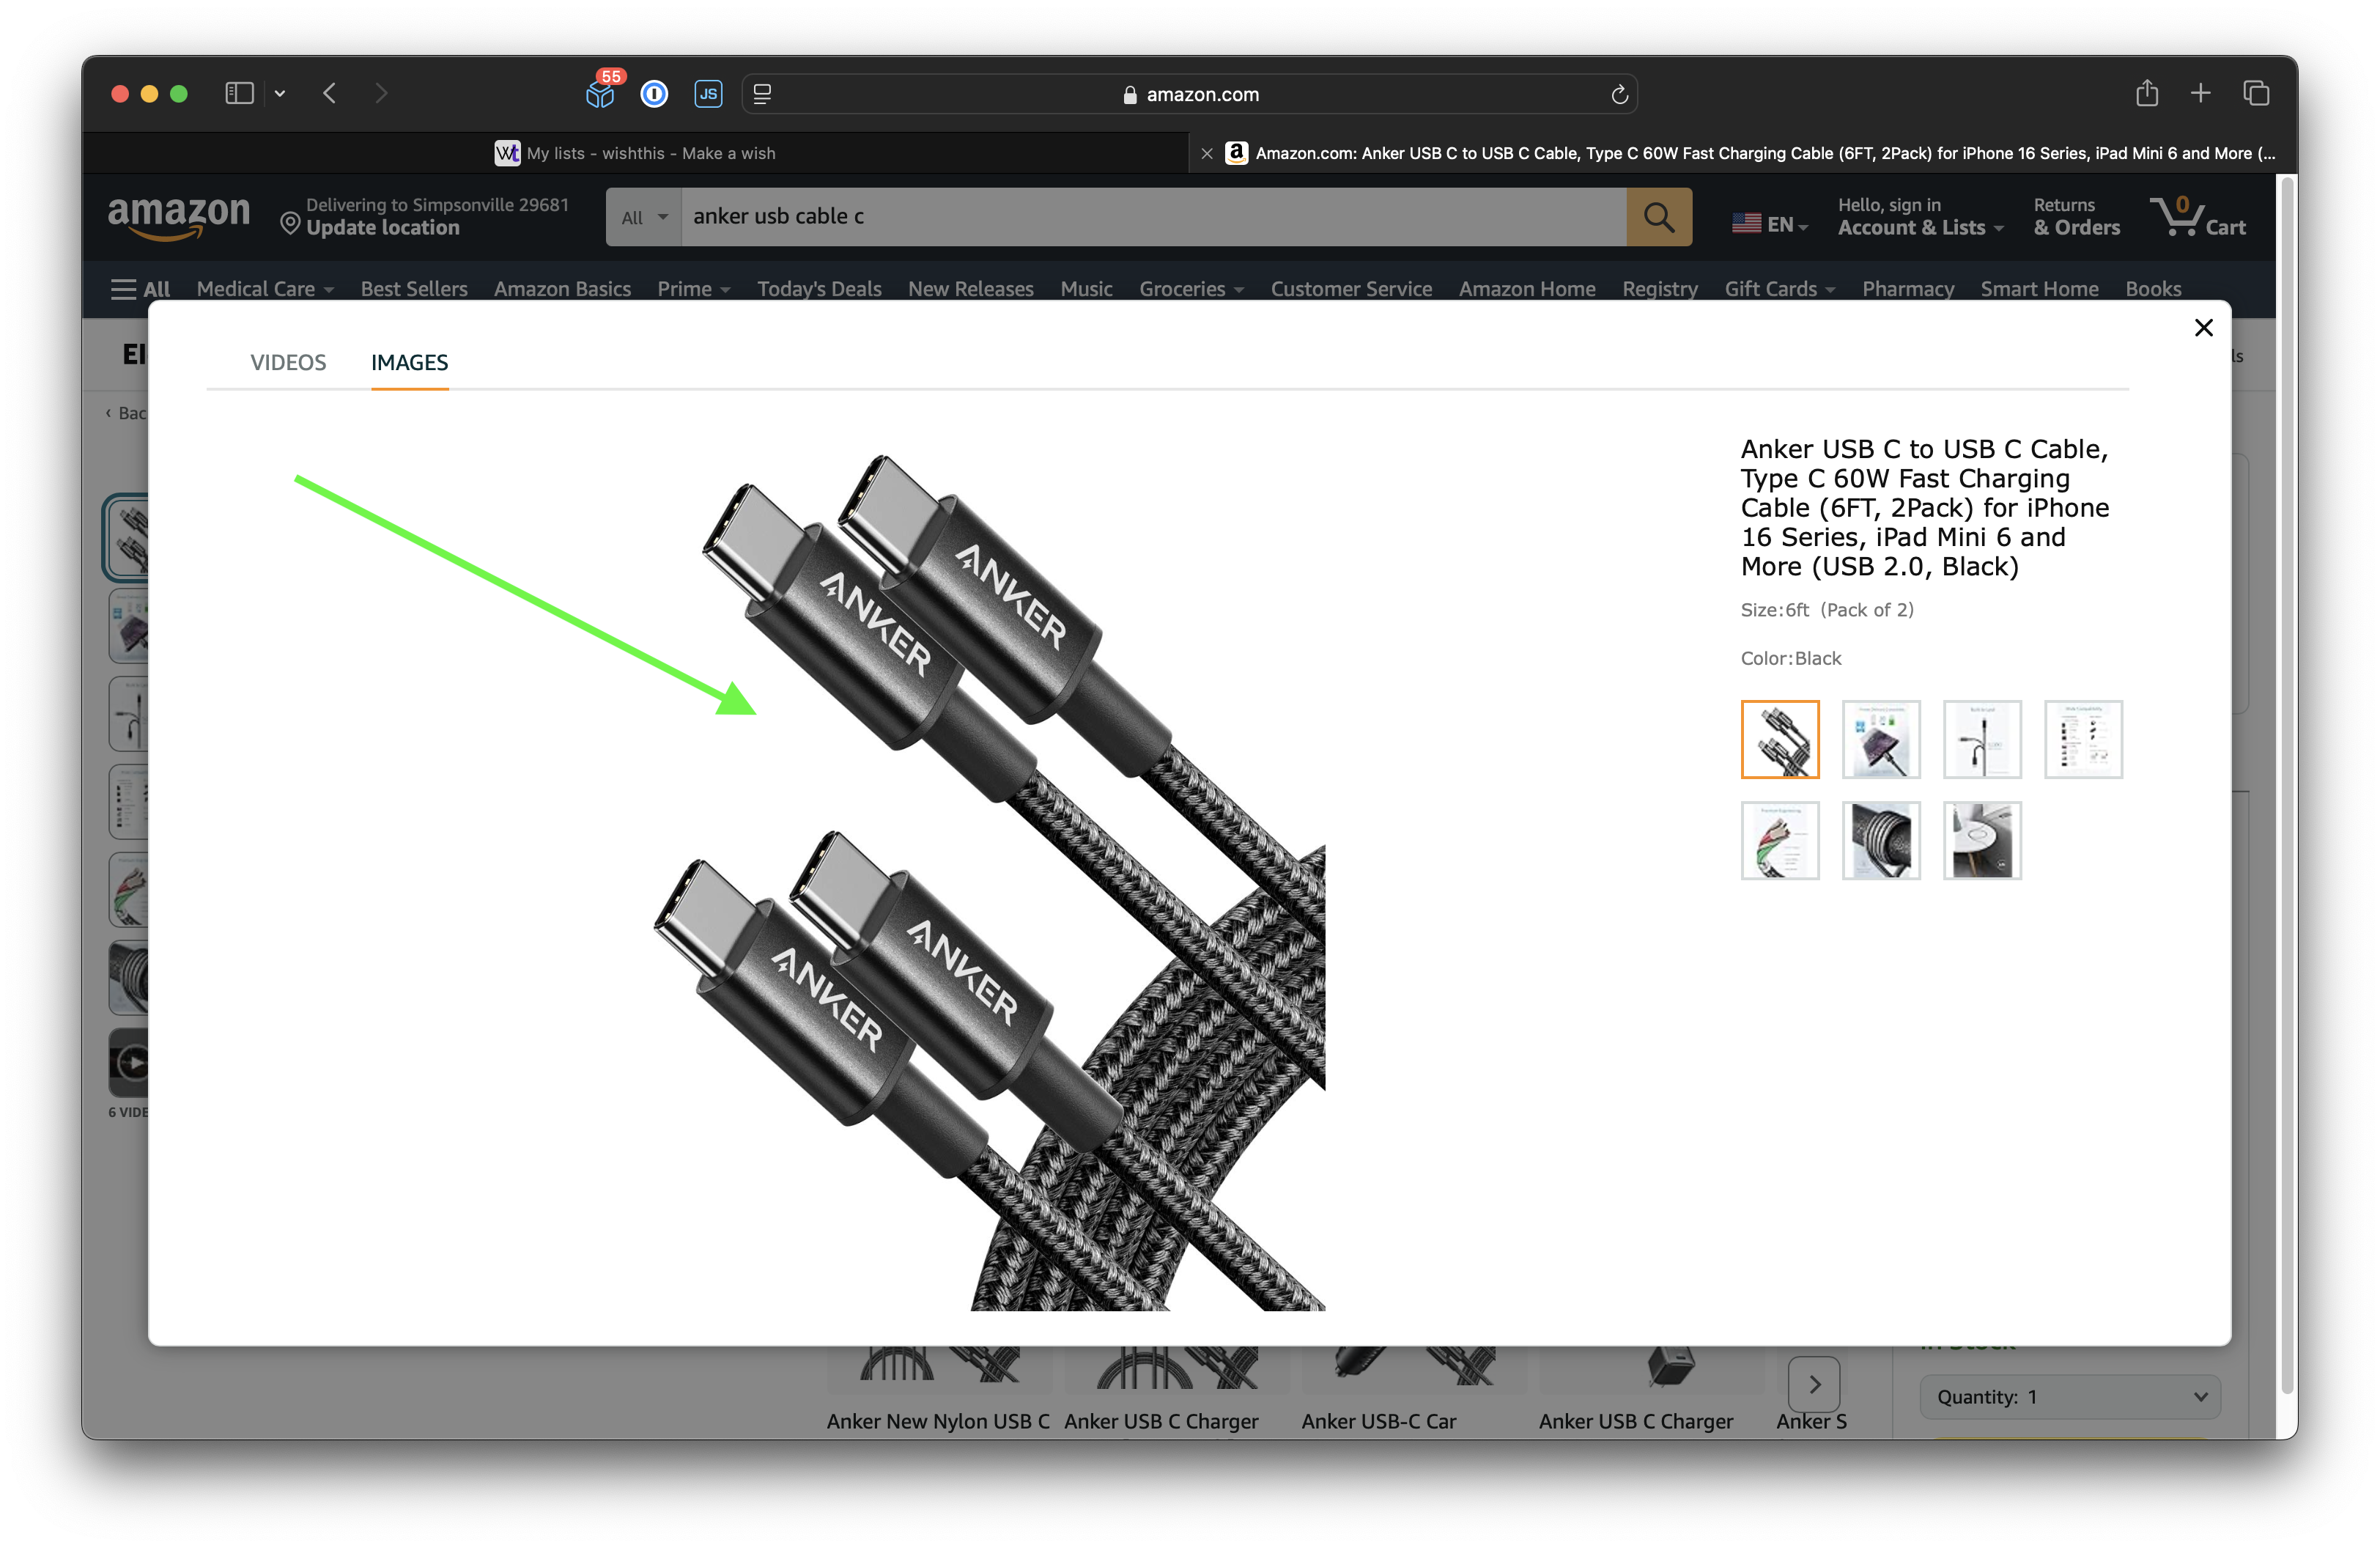 55
JS
amazon.com
Wt My lists - wishthis - Make a wish
a Amazon.com: Anker USB C to USB C Cable, Type C 60W Fast Charging Cable (6FT, 2Pack) for iPhone 16 Series, iPad Mini 6 and More (...
amazon
Delivering to Simpsonville 29681
Update location
All
anker usb cable c
EN
Hello, sign in
Account & Lists
Returns
& Orders
0
Cart
All Medical Care Best Sellers Amazon Basics Prime Today's Deals New Releases Music Groceries Customer Service Amazon Home Registry Gift Cards Pharmacy Smart Home Books
El
ls
‹ Bac
VIDEOS IMAGES
ANKER
ANKER
ANKER
ANKER
Anker USB C to USB C Cable,
Type C 60W Fast Charging
Cable (6FT, 2Pack) for iPhone
16 Series, iPad Mini 6 and
More (USB 2.0, Black)
Size:6ft (Pack of 2)
Color:Black
6 VIDE
In Stock
Quantity: 1
Anker New Nylon USB C
Anker USB C Charger
Anker USB-C Car
Anker USB C Charger
Anker S